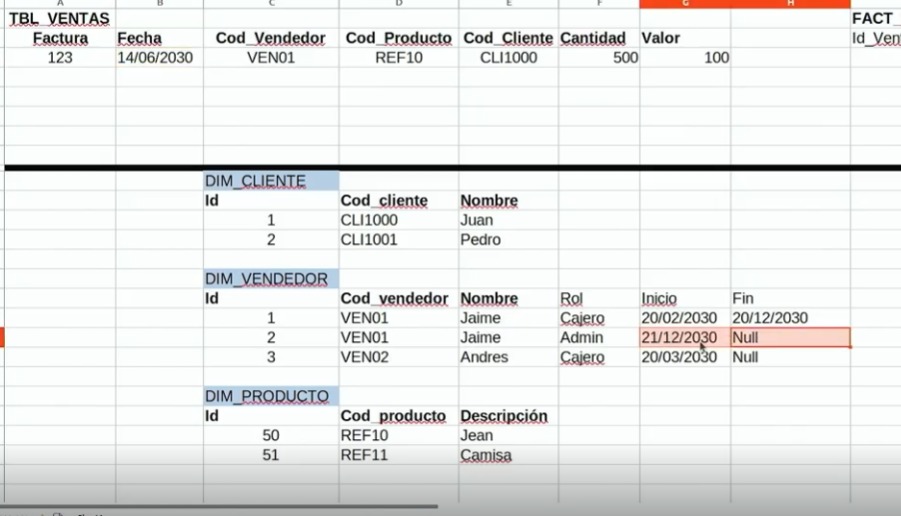 A B C D E F G H
TBL_VENTAS FACT_
Factura Fecha Cod_Vendedor Cod_Producto Cod_Cliente Cantidad Valor Id_Ven
123 14/06/2030 VEN01 REF10 CLI1000 500 100
DIM_CLIENTE
Id Cod_cliente Nombre
1 CLI1000 Juan
2 CLI1001 Pedro
DIM_VENDEDOR
Id Cod_vendedor Nombre Rol Inicio Fin
1 VEN01 Jaime Cajero 20/02/2030 20/12/2030
2 VEN01 Jaime Admin 21/12/2030 Null
3 VEN02 Andres Cajero 20/03/2030 Null
DIM_PRODUCTO
Id Cod_producto Descripción
50 REF10 Jean
51 REF11 Camisa